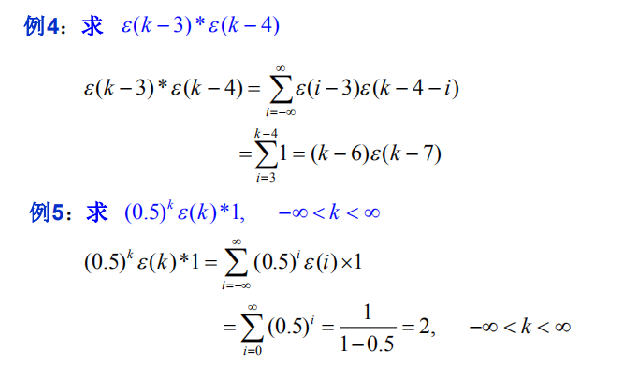 例4：求 ε(k−3)*ε(k−4)
ε(k−3)*ε(k−4)=∑_{i=−∞}^{∞}ε(i−3)ε(k−4−i)
=∑_{i=3}^{k−4}1=(k−6)ε(k−7)
例5：求 (0.5)^k ε(k)*1, −∞<k<∞
(0.5)^k ε(k)*1=∑_{i=−∞}^{∞}(0.5)^i ε(i)×1
=∑_{i=0}^{∞}(0.5)^i=\frac{1}{1−0.5}=2, −∞<k<∞